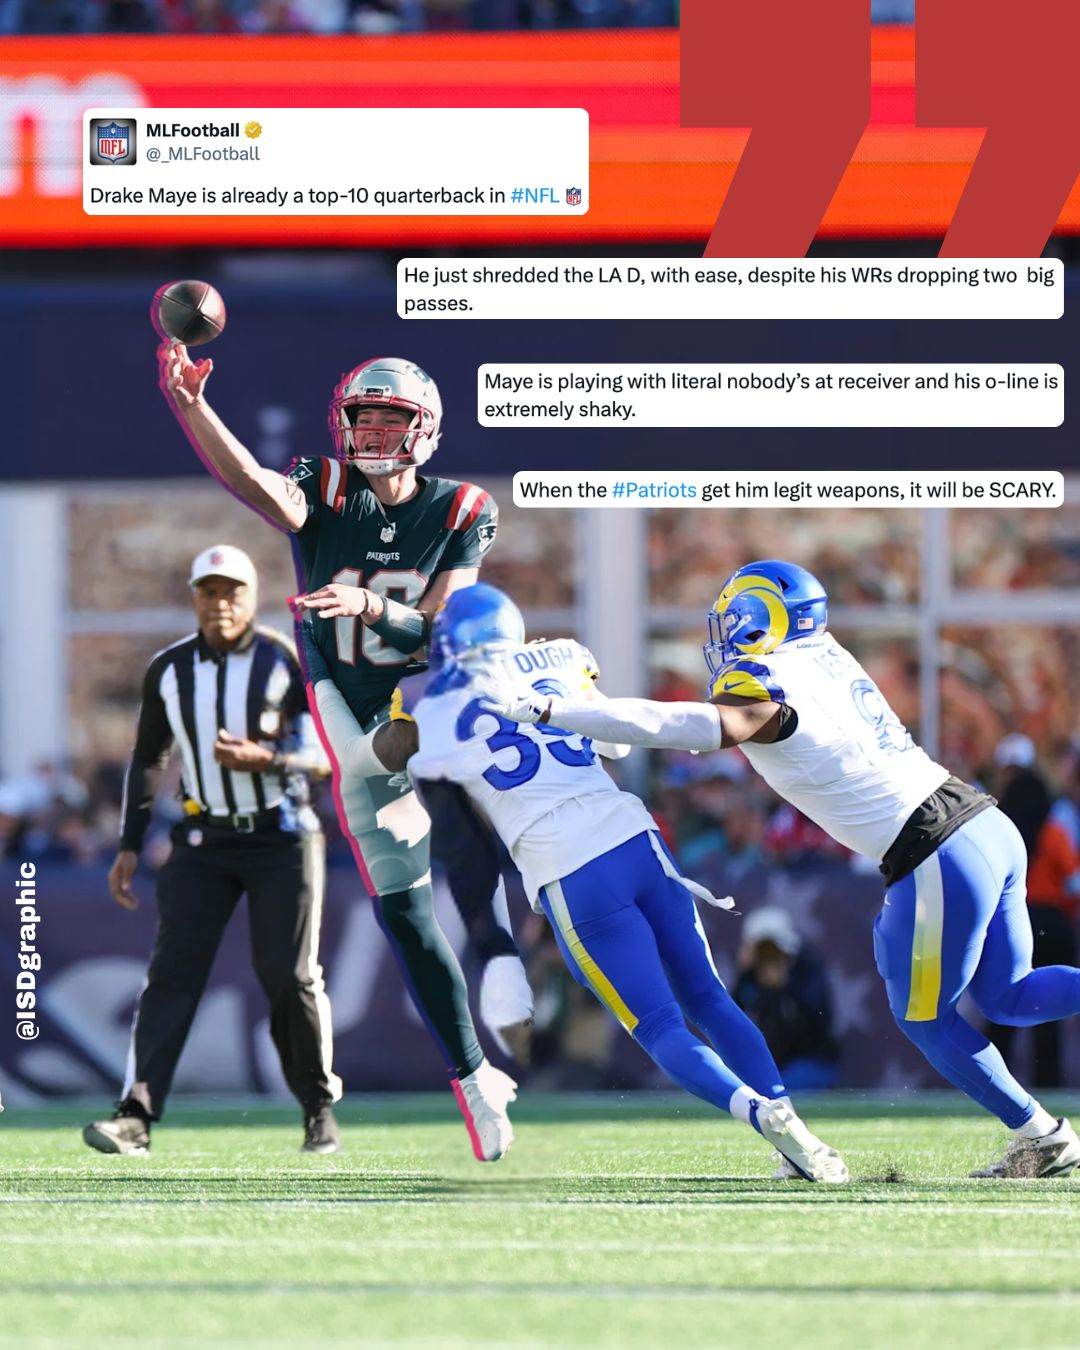 MLFootball
@_MLFootball
Drake Maye is already a top-10 quarterback in #NFL
He just shredded the LA D, with ease, despite his WRs dropping two big
passes.
Maye is playing with literal nobody's at receiver and his o-line is
extremely shaky.
When the #Patriots get him legit weapons, it will be SCARY.
PATRIOTS
10
OUGH
35
@ISDgraphic